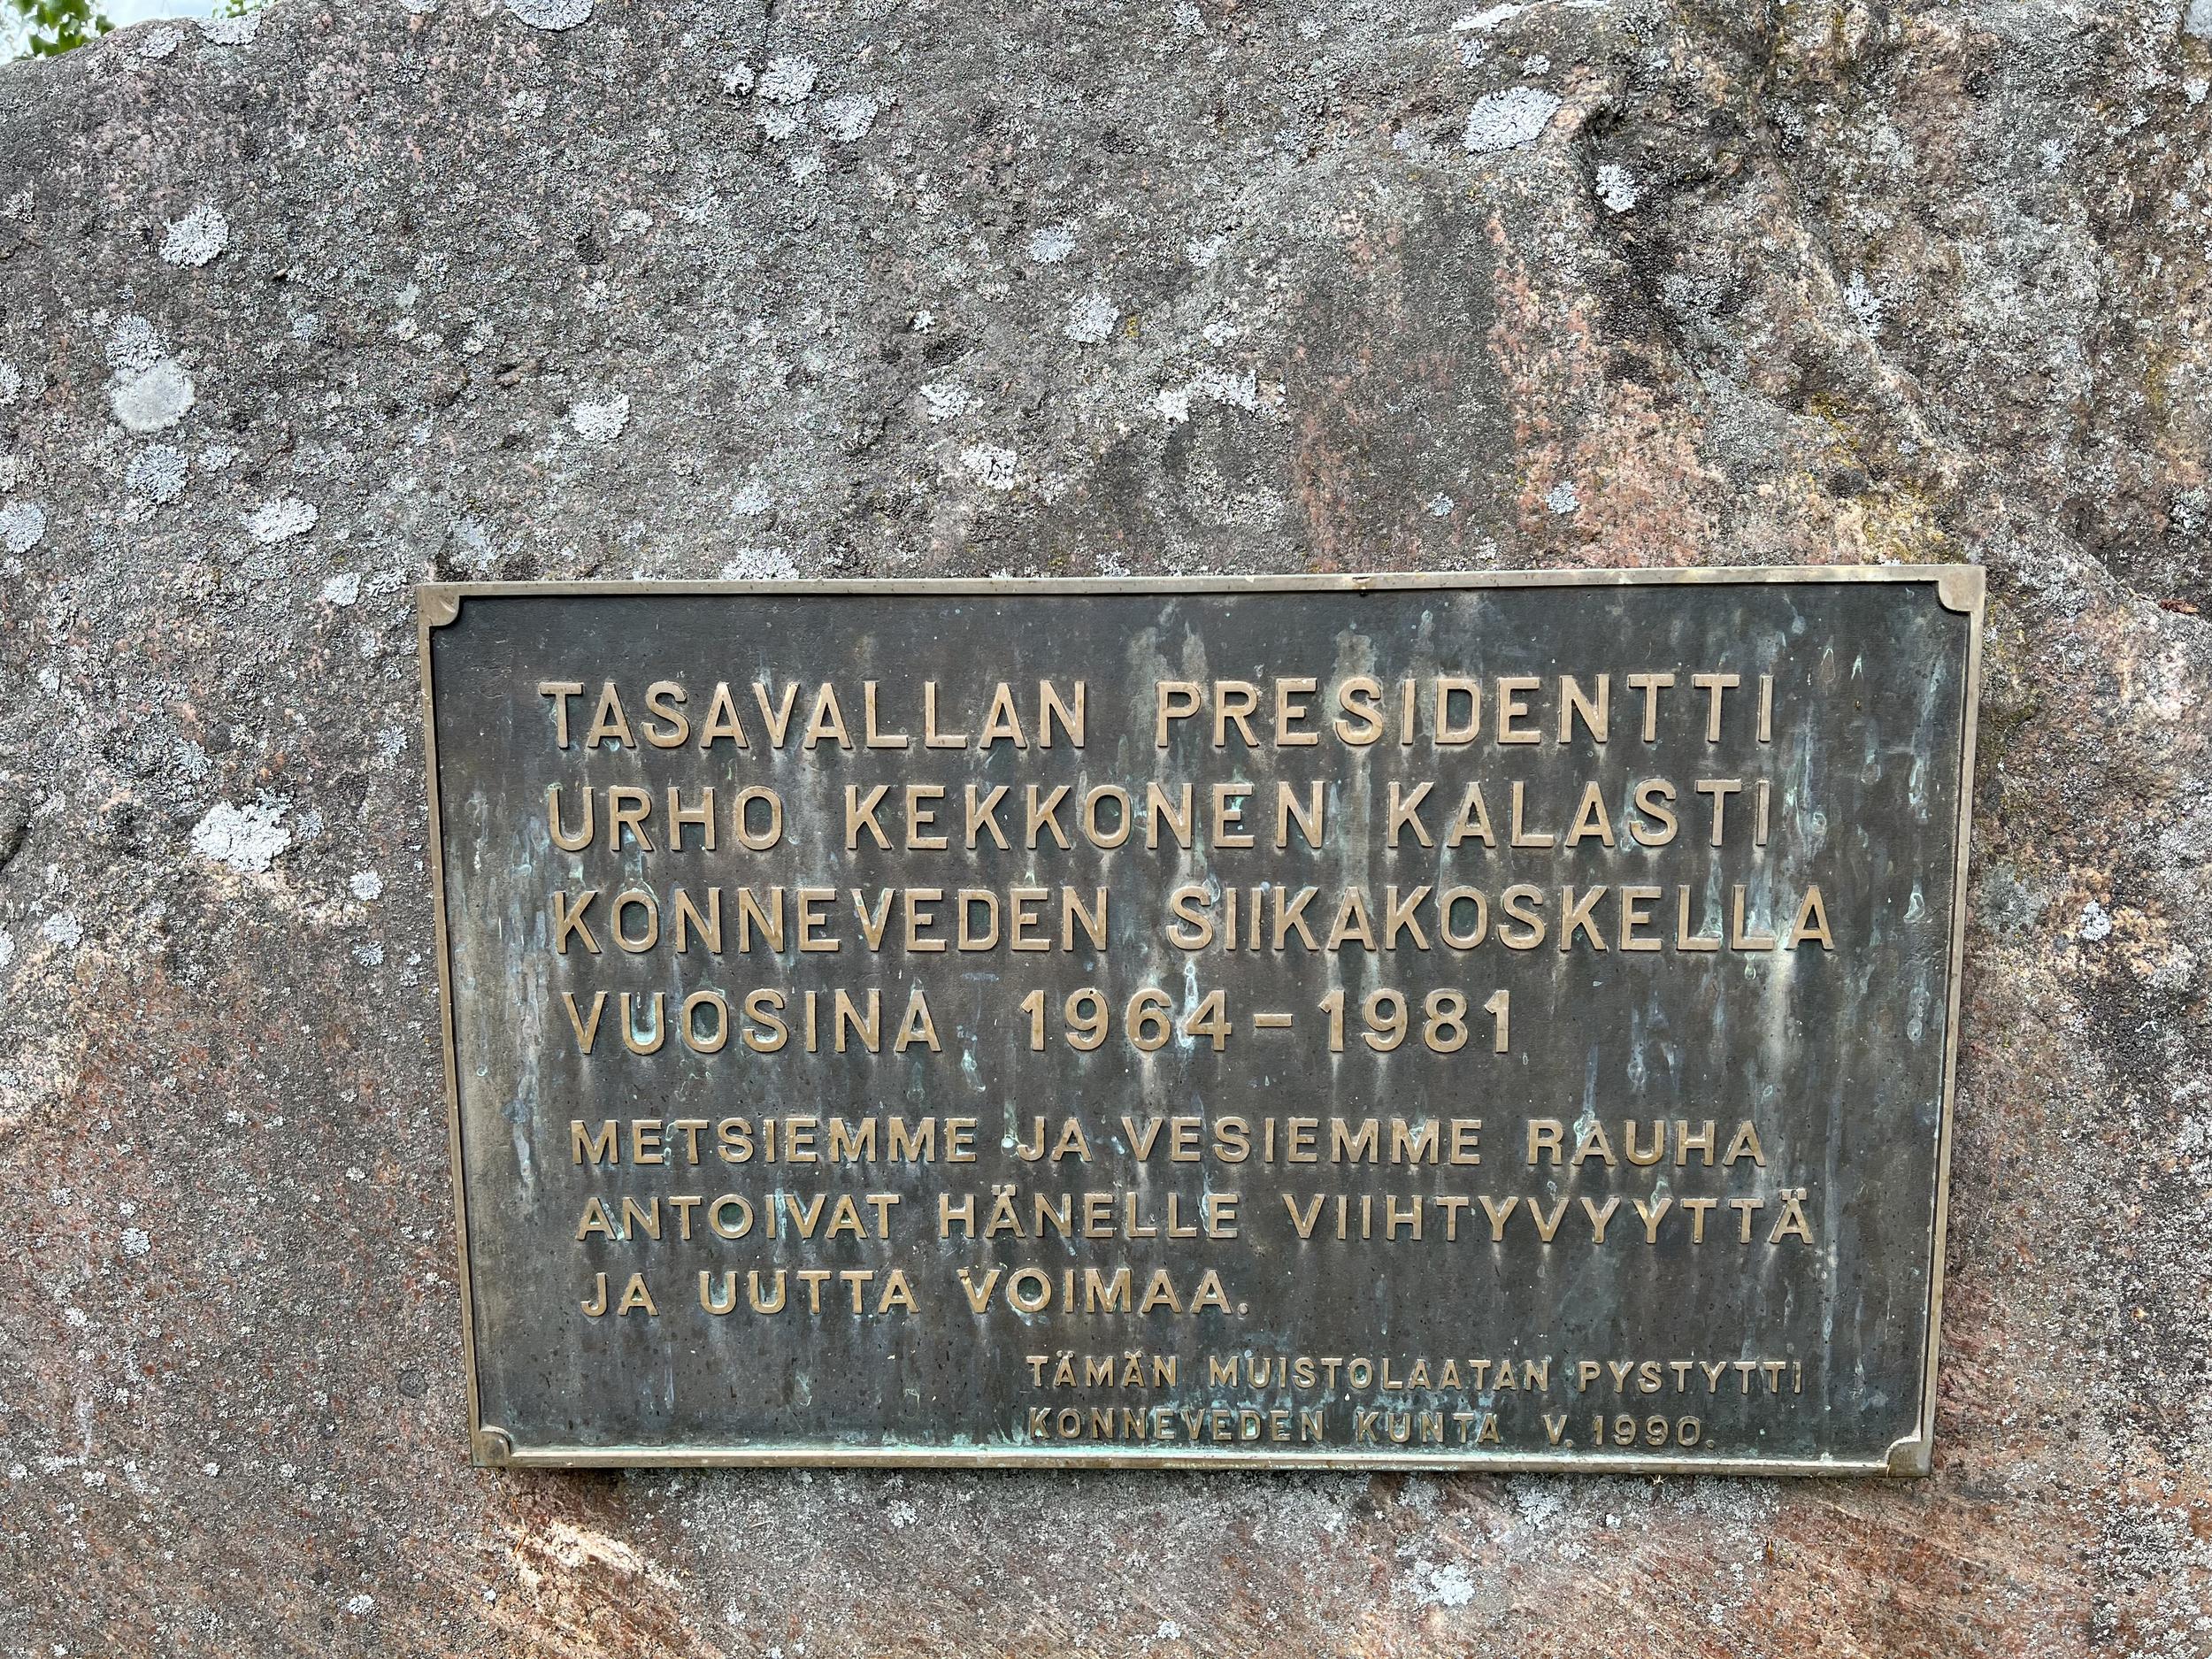 TASAVALLAN PRESIDENTTI
URHO KEKKONEN KALASTI
KONNEVEDEN SIIKAKOSKELLA
VUOSINA 1964–1981
METSIEMME JA VESIEMME RAUHA
ANTOIVAT HÄNELLE VIIHTYVYYTTÄ
JA UUTTA VOIMAA.
TÄMÄN MUISTOLAATAN PYSTYTTI
KONNEVEDEN KUNTA V. 1990.